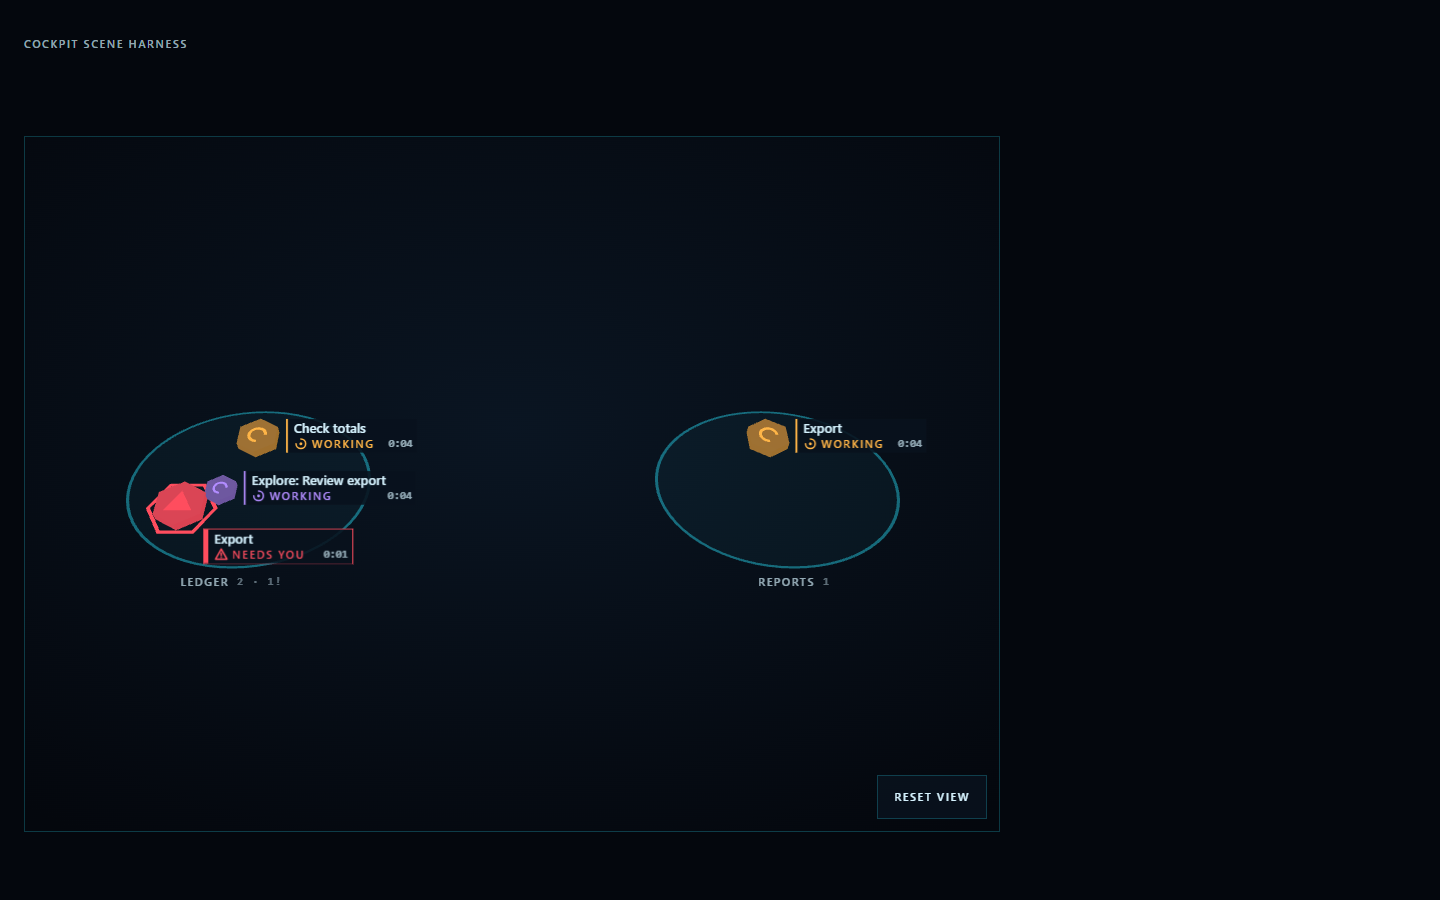 COCKPIT SCENE HARNESS
Check totals
WORKING 0:04
Explore: Review export
WORKING 0:04
Export
NEEDS YOU 0:01
LEDGER 2 · 1!
Export
WORKING 0:04
REPORTS 1
RESET VIEW